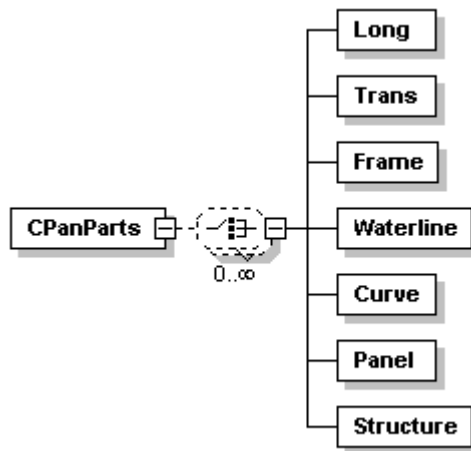 Long
Trans
Frame
CPanParts
Waterline
0..∞
Curve
Panel
Structure